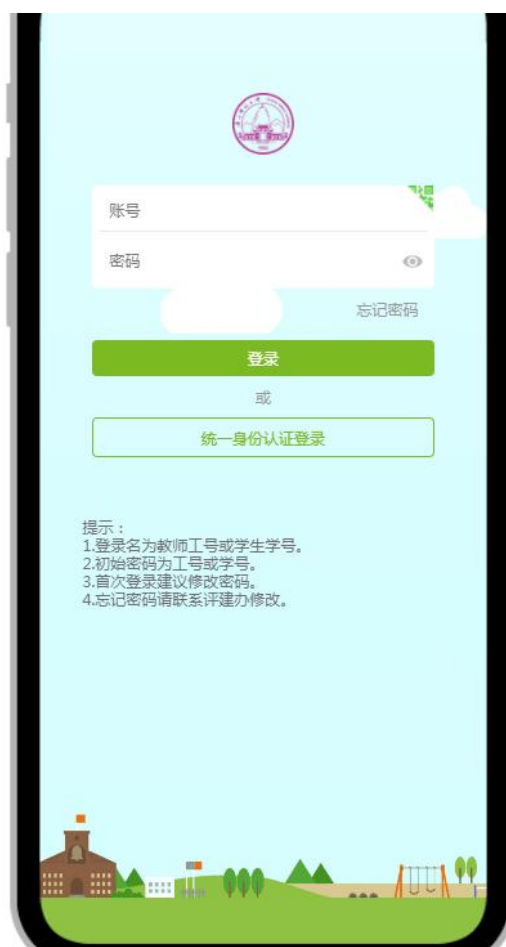 账号
密码
忘记密码
登录
或
统一身份认证登录
提示：
1.登录名为教师工号或学生学号。
2.初始密码为工号或学号。
3.首次登录建议修改密码。
4.忘记密码请联系评建办修改。